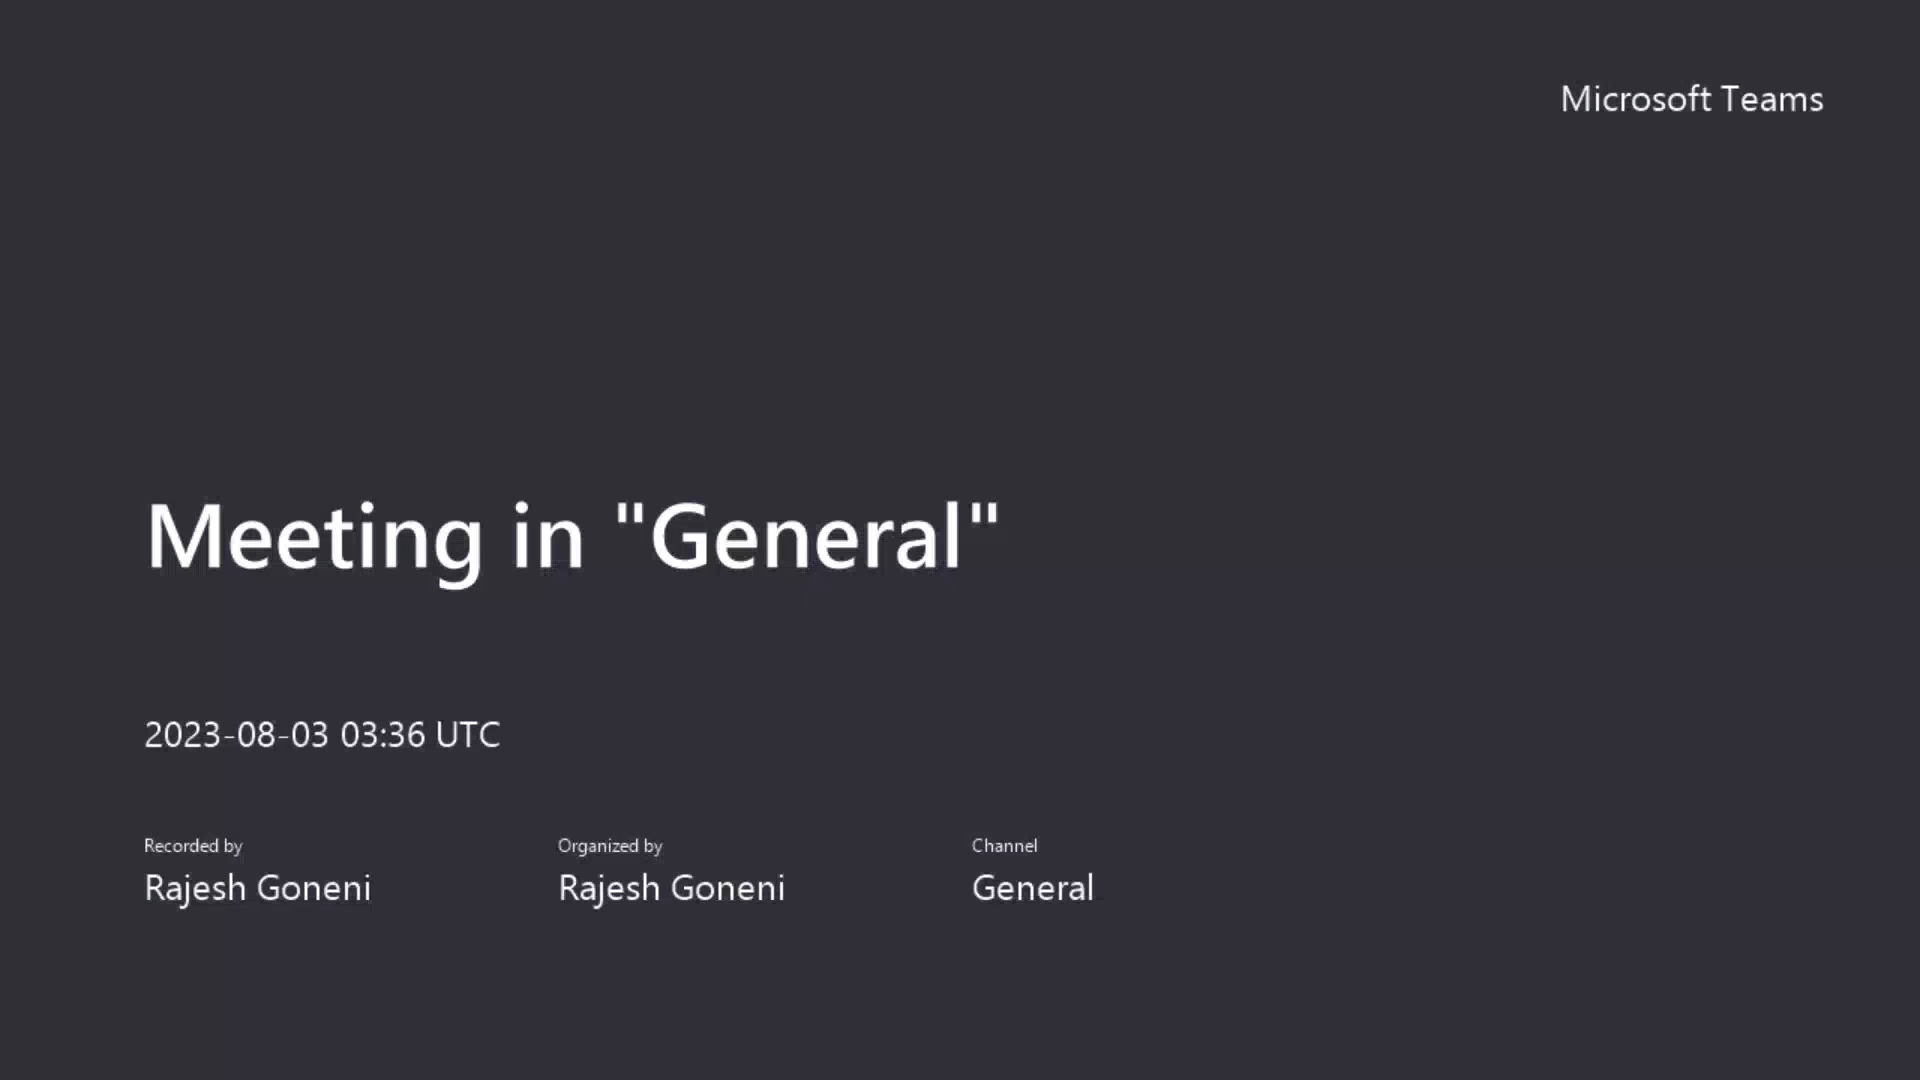 Microsoft Teams
Meeting in "General"
2023-08-03 03:36 UTC
Recorded by
Rajesh Goneni
Organized by
Rajesh Goneni
Channel
General